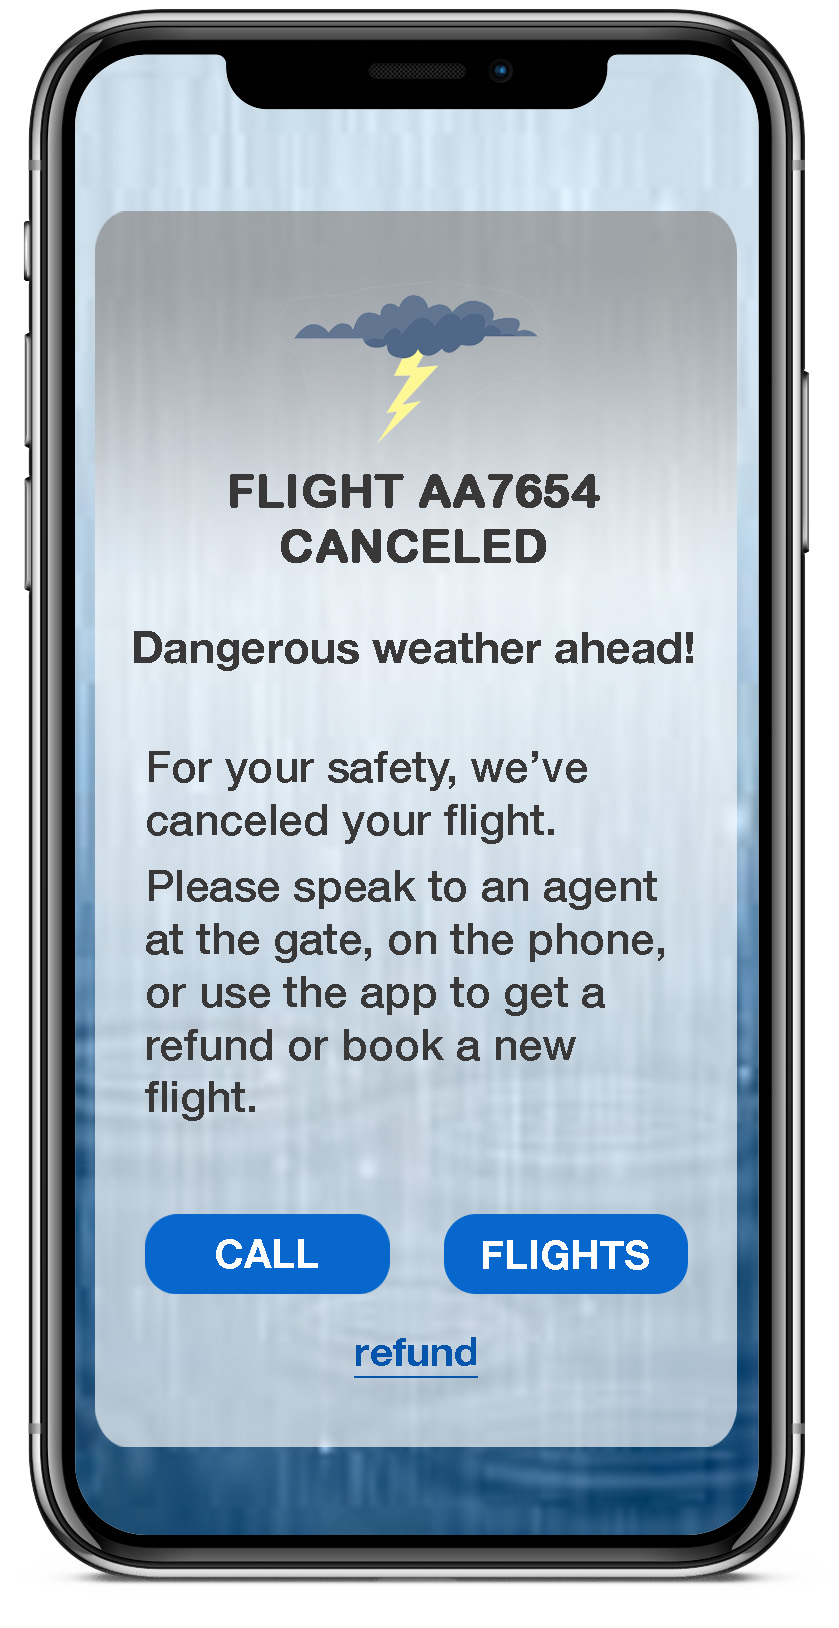 FLIGHT AA7654
CANCELED
Dangerous weather ahead!
For your safety, we’ve
canceled your flight.
Please speak to an agent
at the gate, on the phone,
or use the app to get a
refund or book a new
flight.
CALL
FLIGHTS
refund